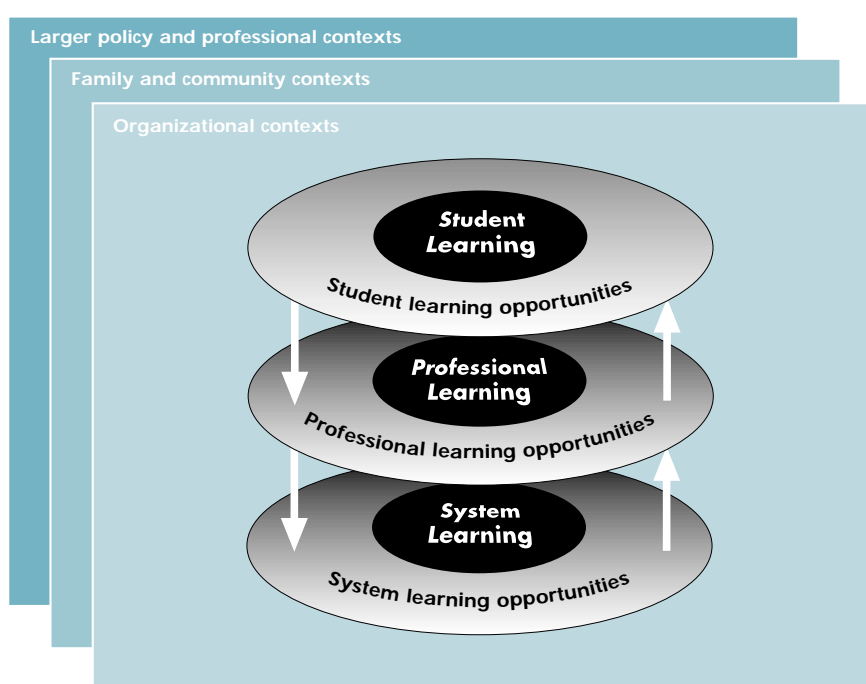 Larger policy and professional contexts
Family and community contexts
Organizational contexts
Student
Learning
Student learning opportunities
Professional
Learning
Professional learning opportunities
System
Learning
System learning opportunities